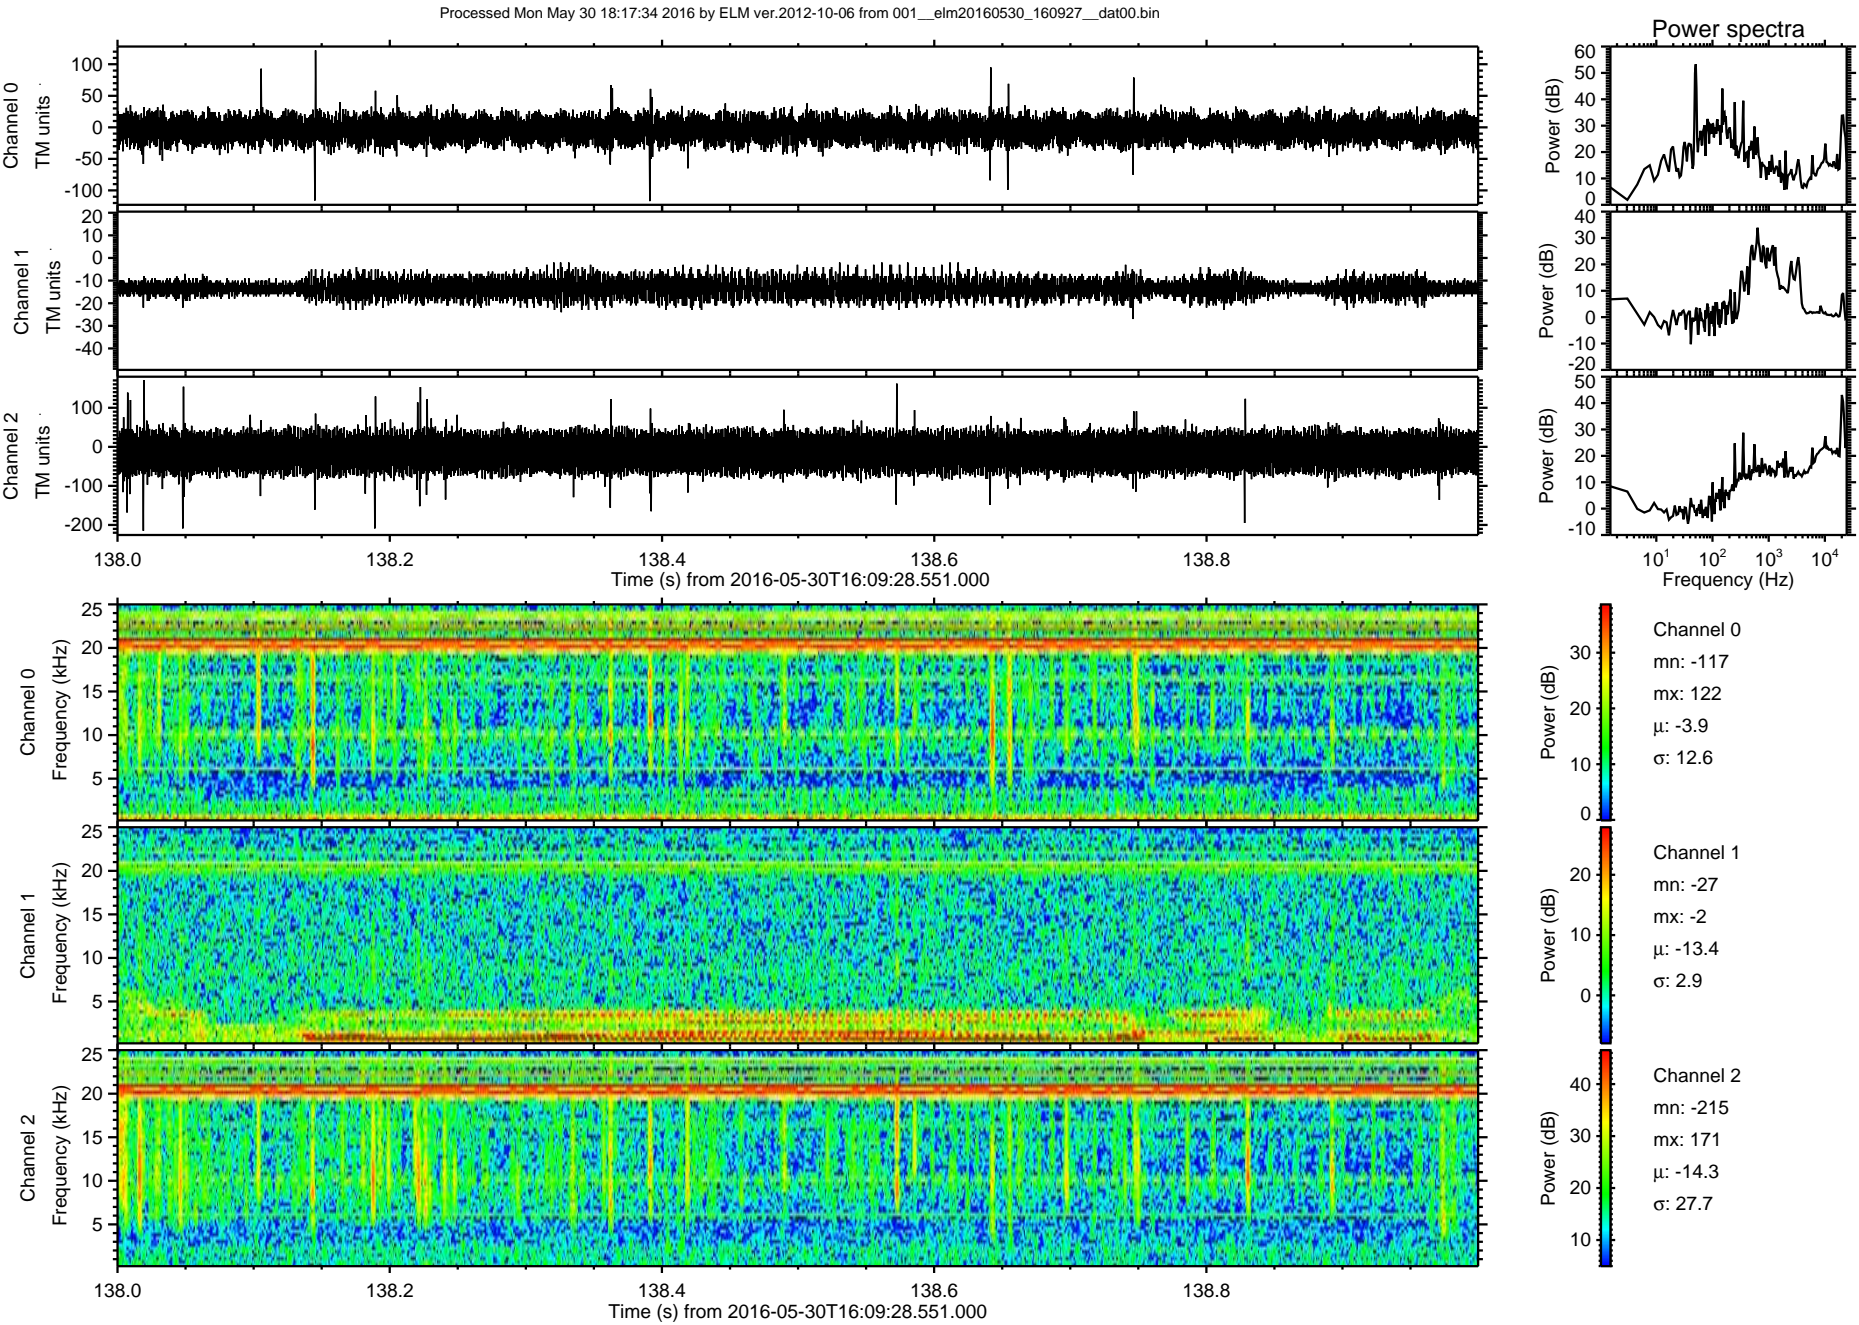 Processed Mon May 30 18:17:34 2016 by ELM ver.2012-10-06 from 001__elm20160530_160927__dat00.bin
Power spectra
Channel 0
TM units
100
50
0
-50
-100
Power (dB)
60
50
40
30
20
10
0
Channel 1
TM units
20
10
0
-10
-20
-30
-40
Power (dB)
40
30
20
10
0
-10
-20
Channel 2
TM units
100
0
-100
-200
Power (dB)
50
40
30
20
10
0
-10
138.0 138.2 138.4 138.6 138.8
Time (s) from 2016-05-30T16:09:28.551.000
10¹ 10² 10³ 10⁴
Frequency (Hz)
Channel 0
Frequency (kHz)
25
20
15
10
5
Power (dB)
30
20
10
0
Channel 0
mn: -117
mx: 122
μ: -3.9
σ: 12.6
Channel 1
Frequency (kHz)
25
20
15
10
5
Power (dB)
20
10
0
Channel 1
mn: -27
mx: -2
μ: -13.4
σ: 2.9
Channel 2
Frequency (kHz)
25
20
15
10
5
Power (dB)
40
30
20
10
Channel 2
mn: -215
mx: 171
μ: -14.3
σ: 27.7
138.0 138.2 138.4 138.6 138.8
Time (s) from 2016-05-30T16:09:28.551.000